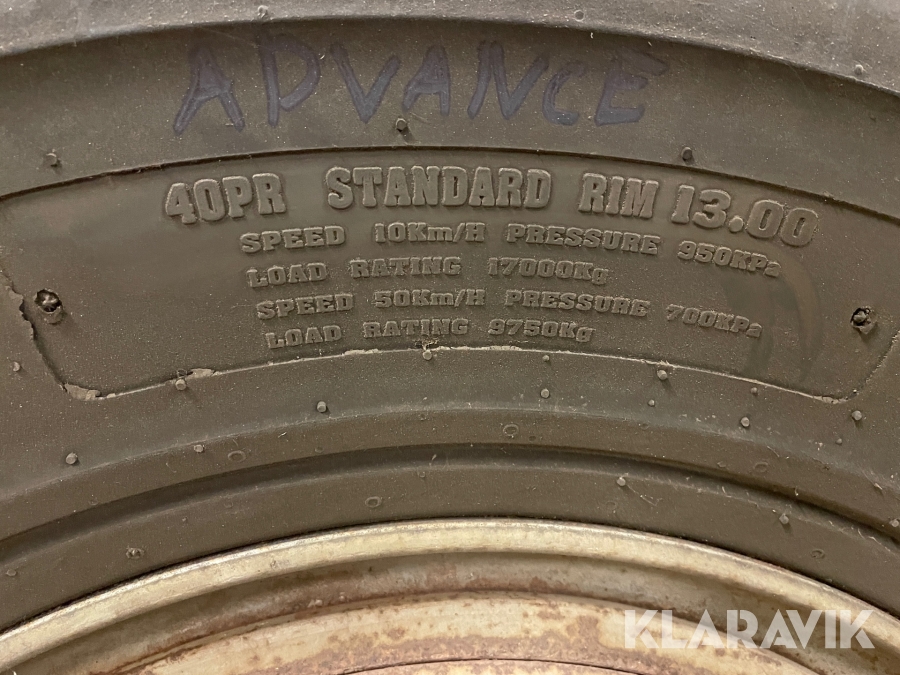 ADVANCE
40PR STANDARD RIM 13.00
SPEED 10Km/H PRESSURE 950KPa
LOAD RATING 17000Kg
SPEED 50Km/H PRESSURE 700KPa
LOAD RATING 9750Kg
KLARAVIK